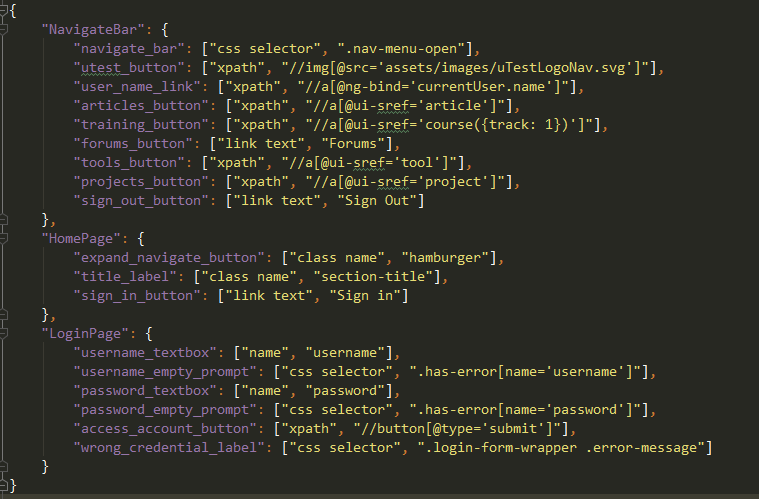 {
"NavigateBar": {
"navigate_bar": ["css selector", ".nav-menu-open"],
"utest_button": ["xpath", "//img[@src='assets/images/uTestLogoNav.svg']"],
"user_name_link": ["xpath", "//a[@ng-bind='currentUser.name']"],
"articles_button": ["xpath", "//a[@ui-sref='article']"],
"training_button": ["xpath", "//a[@ui-sref='course({track: 1})']"],
"forums_button": ["link text", "Forums"],
"tools_button": ["xpath", "//a[@ui-sref='tool']"],
"projects_button": ["xpath", "//a[@ui-sref='project']"],
"sign_out_button": ["link text", "Sign Out"]
},
"HomePage": {
"expand_navigate_button": ["class name", "hamburger"],
"title_label": ["class name", "section-title"],
"sign_in_button": ["link text", "Sign in"]
},
"LoginPage": {
"username_textbox": ["name", "username"],
"username_empty_prompt": ["css selector", ".has-error[name='username']"],
"password_textbox": ["name", "password"],
"password_empty_prompt": ["css selector", ".has-error[name='password']"],
"access_account_button": ["xpath", "//button[@type='submit']"],
"wrong_credential_label": ["css selector", ".login-form-wrapper .error-message"]
}
}